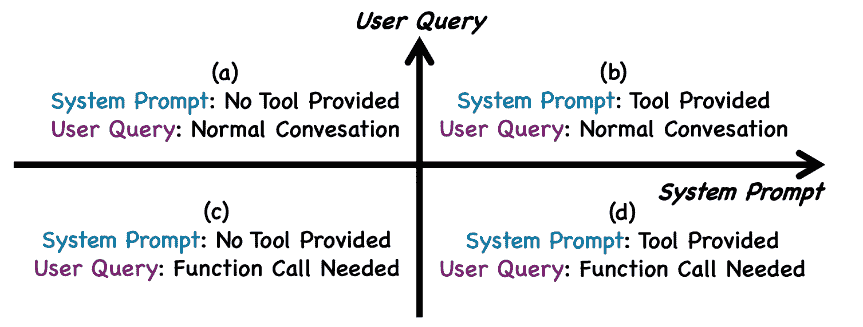 User Query
(a)
System Prompt: No Tool Provided
User Query: Normal Convesation
(b)
System Prompt: Tool Provided
User Query: Normal Convesation
System Prompt
(c)
System Prompt: No Tool Provided
User Query: Function Call Needed
(d)
System Prompt: Tool Provided
User Query: Function Call Needed